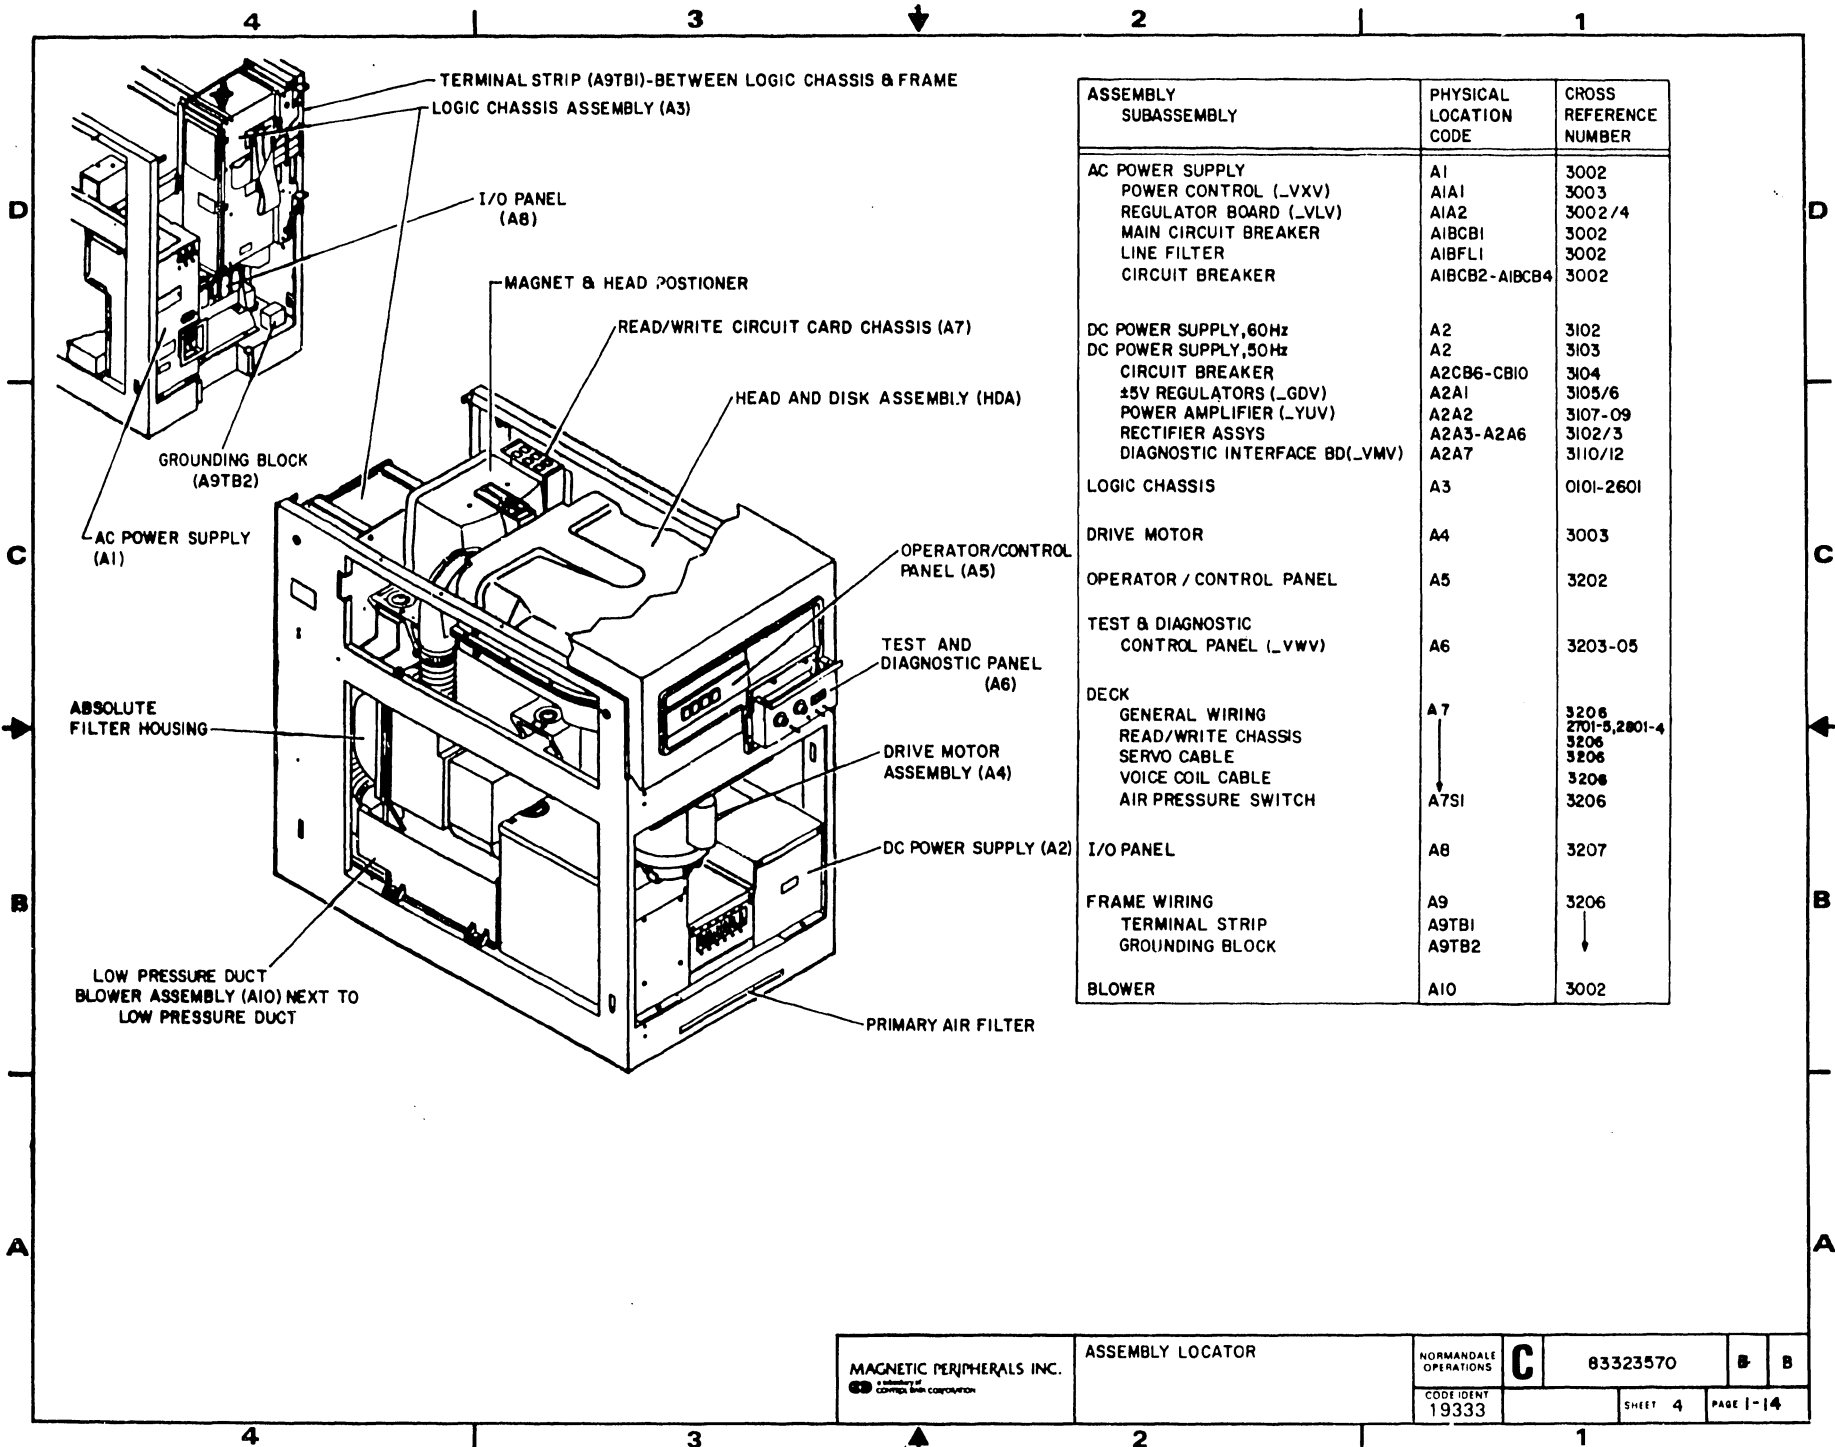 4 3 2 1
TERMINAL STRIP (A9TB1)-BETWEEN LOGIC CHASSIS & FRAME
LOGIC CHASSIS ASSEMBLY (A3)
I/O PANEL
(A8)
MAGNET & HEAD POSTIONER
READ/WRITE CIRCUIT CARD CHASSIS (A7)
HEAD AND DISK ASSEMBLY (HDA)
GROUNDING BLOCK
(A9TB2)
AC POWER SUPPLY
(A1)
OPERATOR/CONTROL
PANEL (A5)
TEST AND
DIAGNOSTIC PANEL
(A6)
ABSOLUTE
FILTER HOUSING
DRIVE MOTOR
ASSEMBLY (A4)
DC POWER SUPPLY (A2)
LOW PRESSURE DUCT
BLOWER ASSEMBLY (A10) NEXT TO
LOW PRESSURE DUCT
PRIMARY AIR FILTER
D
C
B
A
ASSEMBLY PHYSICAL CROSS
SUBASSEMBLY LOCATION REFERENCE
CODE NUMBER
AC POWER SUPPLY A1 3002
POWER CONTROL (_VXV) A1A1 3003
REGULATOR BOARD (_VLV) A1A2 3002/4
MAIN CIRCUIT BREAKER A1BCB1 3002
LINE FILTER A1BFL1 3002
CIRCUIT BREAKER A1BCB2-A1BCB4 3002
DC POWER SUPPLY,60Hz A2 3102
DC POWER SUPPLY,50Hz A2 3103
CIRCUIT BREAKER A2CB6-CB10 3104
±5V REGULATORS (_GDV) A2A1 3105/6
POWER AMPLIFIER (_YUV) A2A2 3107-09
RECTIFIER ASSYS A2A3-A2A6 3102/3
DIAGNOSTIC INTERFACE BD(_VMV) A2A7 3110/12
LOGIC CHASSIS A3 0101-2601
DRIVE MOTOR A4 3003
OPERATOR / CONTROL PANEL A5 3202
TEST & DIAGNOSTIC
CONTROL PANEL (_VWV) A6 3203-05
DECK
GENERAL WIRING A7 3206
READ/WRITE CHASSIS 2701-5,2801-4
SERVO CABLE 3206
3206
VOICE COIL CABLE 3206
AIR PRESSURE SWITCH A7S1 3206
I/O PANEL A8 3207
FRAME WIRING A9 3206
TERMINAL STRIP A9TB1
GROUNDING BLOCK A9TB2
BLOWER A10 3002
D
C
B
A
MAGNETIC PERIPHERALS INC.
a subsidiary of
CONTROL DATA CORPORATION
ASSEMBLY LOCATOR
NORMANDALE
OPERATIONS
C
83323570
B
CODE IDENT
19333
SHEET 4
PAGE 1-14
4 3 2 1